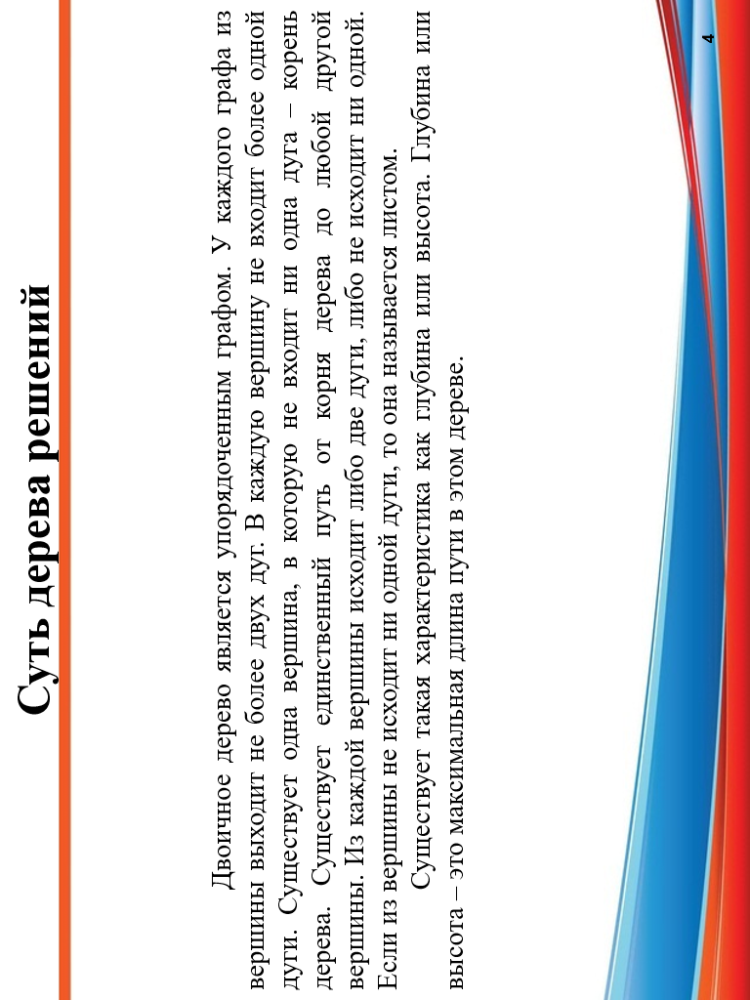 Суть дерева решений
Двоичное дерево является упорядоченным графом. У каждого графа из
вершины выходит не более двух дуг. В каждую вершину не входит более одной
дуги. Существует одна вершина, в которую не входит ни одна дуга – корень
дерева. Существует единственный путь от корня дерева до любой другой
вершины. Из каждой вершины исходит либо две дуги, либо не исходит ни одной.
Если из вершины не исходит ни одной дуги, то она называется листом.
Существует такая характеристика как глубина или высота. Глубина или
высота – это максимальная длина пути в этом дереве.
4